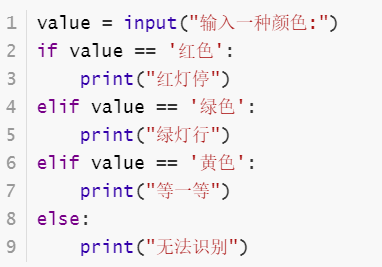 1 value = input("输入一种颜色:")
2 if value == '红色':
3     print("红灯停")
4 elif value == '绿色':
5     print("绿灯行")
6 elif value == '黄色':
7     print("等一等")
8 else:
9     print("无法识别")